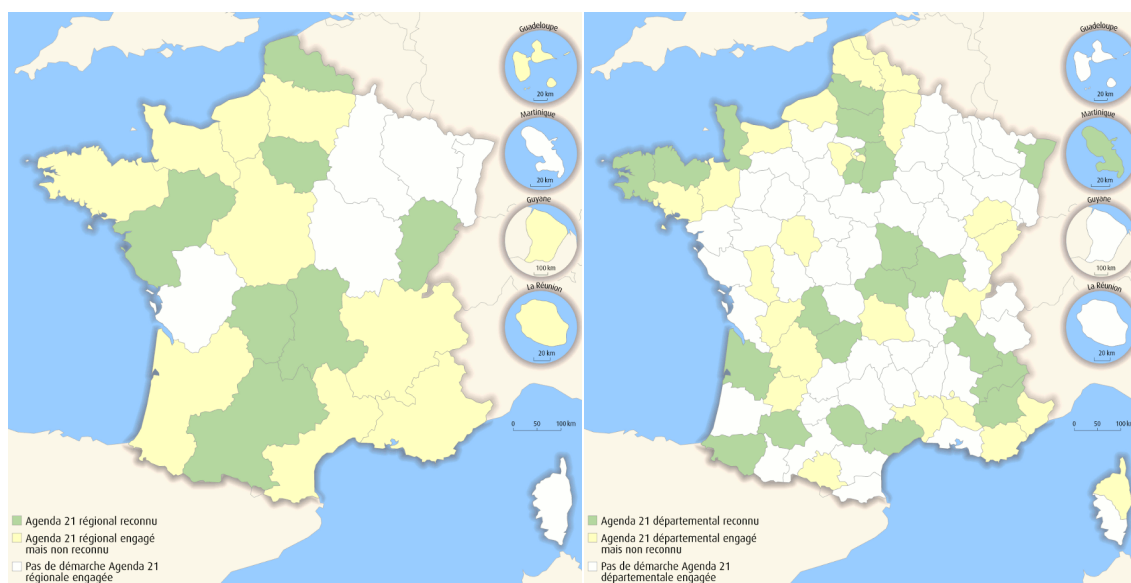 Guadeloupe
20 km
Martinique
20 km
Guyane
100 km
La Réunion
20 km
0 50 100 km
Agenda 21 régional reconnu
Agenda 21 régional engagé
mais non reconnu
Pas de démarche Agenda 21
régionale engagée
Guadeloupe
20 km
Martinique
20 km
Guyane
100 km
La Réunion
20 km
0 50 100 km
Agenda 21 départemental reconnu
Agenda 21 départemental engagé
mais non reconnu
Pas de démarche Agenda 21
départementale engagée